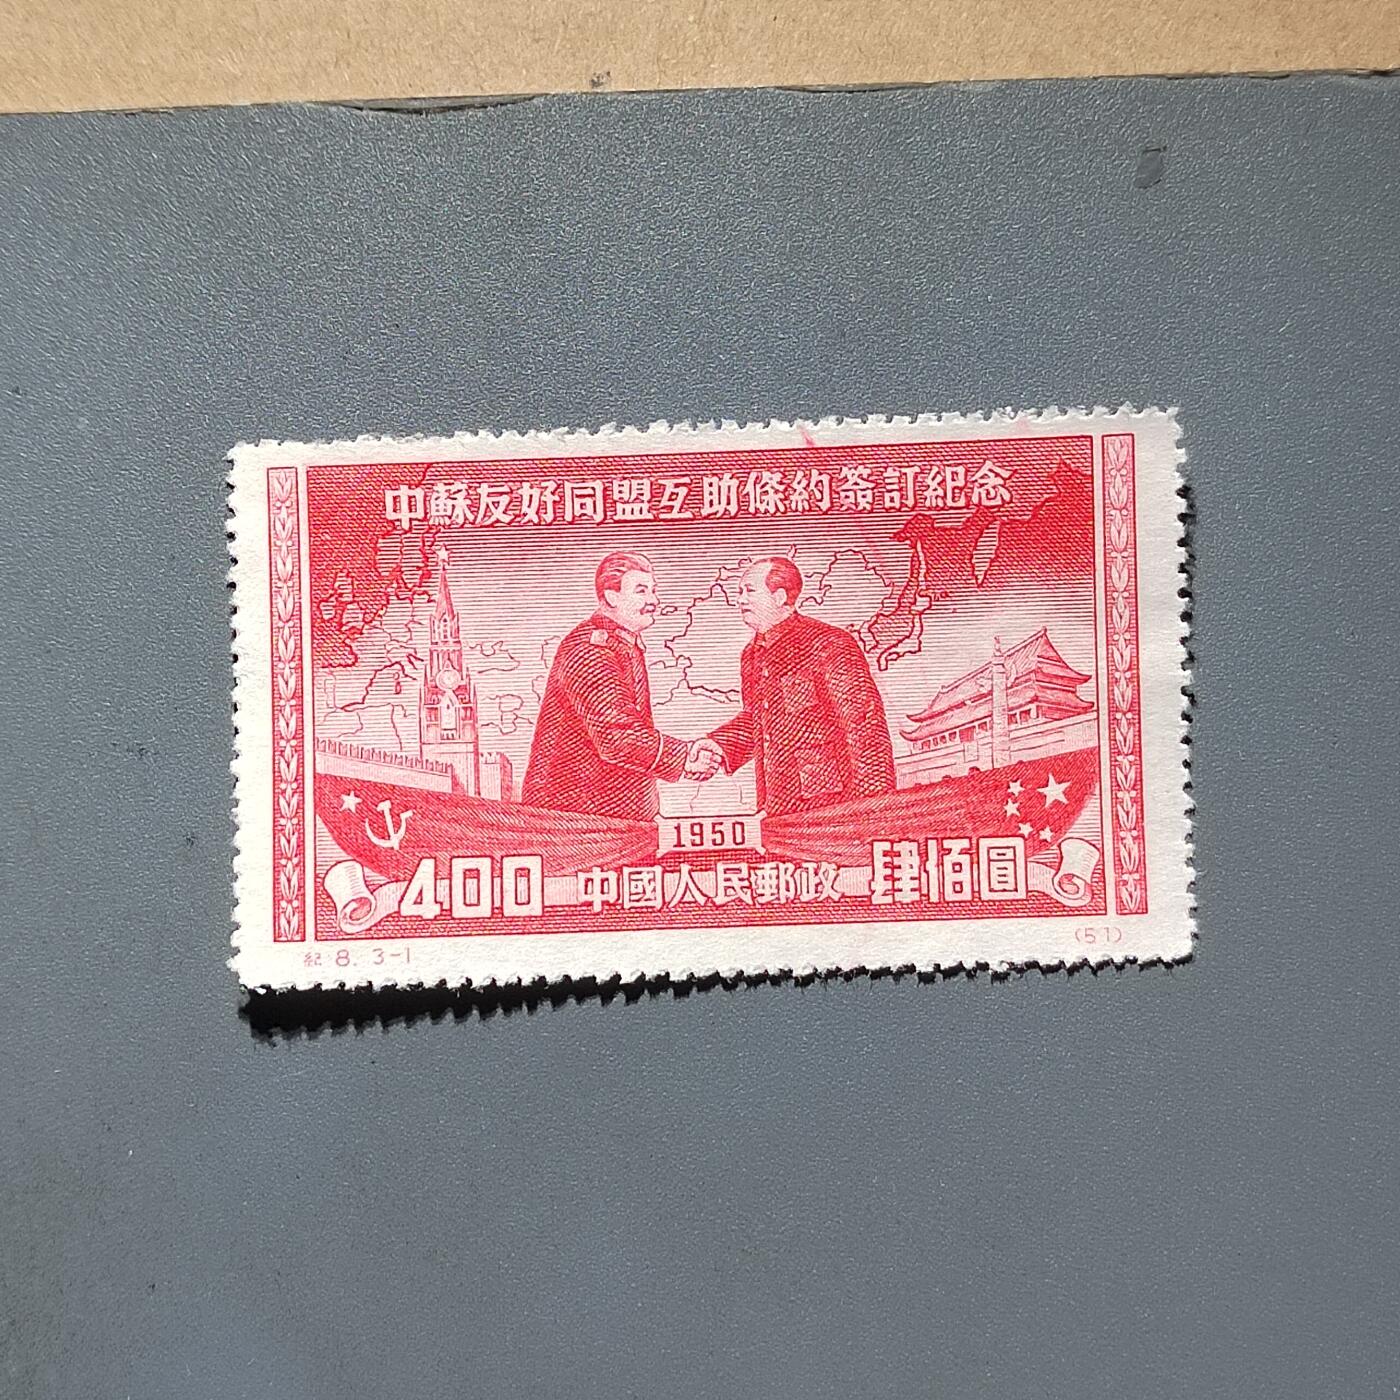 中蘇友好同盟互助條約簽訂紀念
1950
400 中國人民郵政 肆佰圓
紀 8. 3-1 (51)